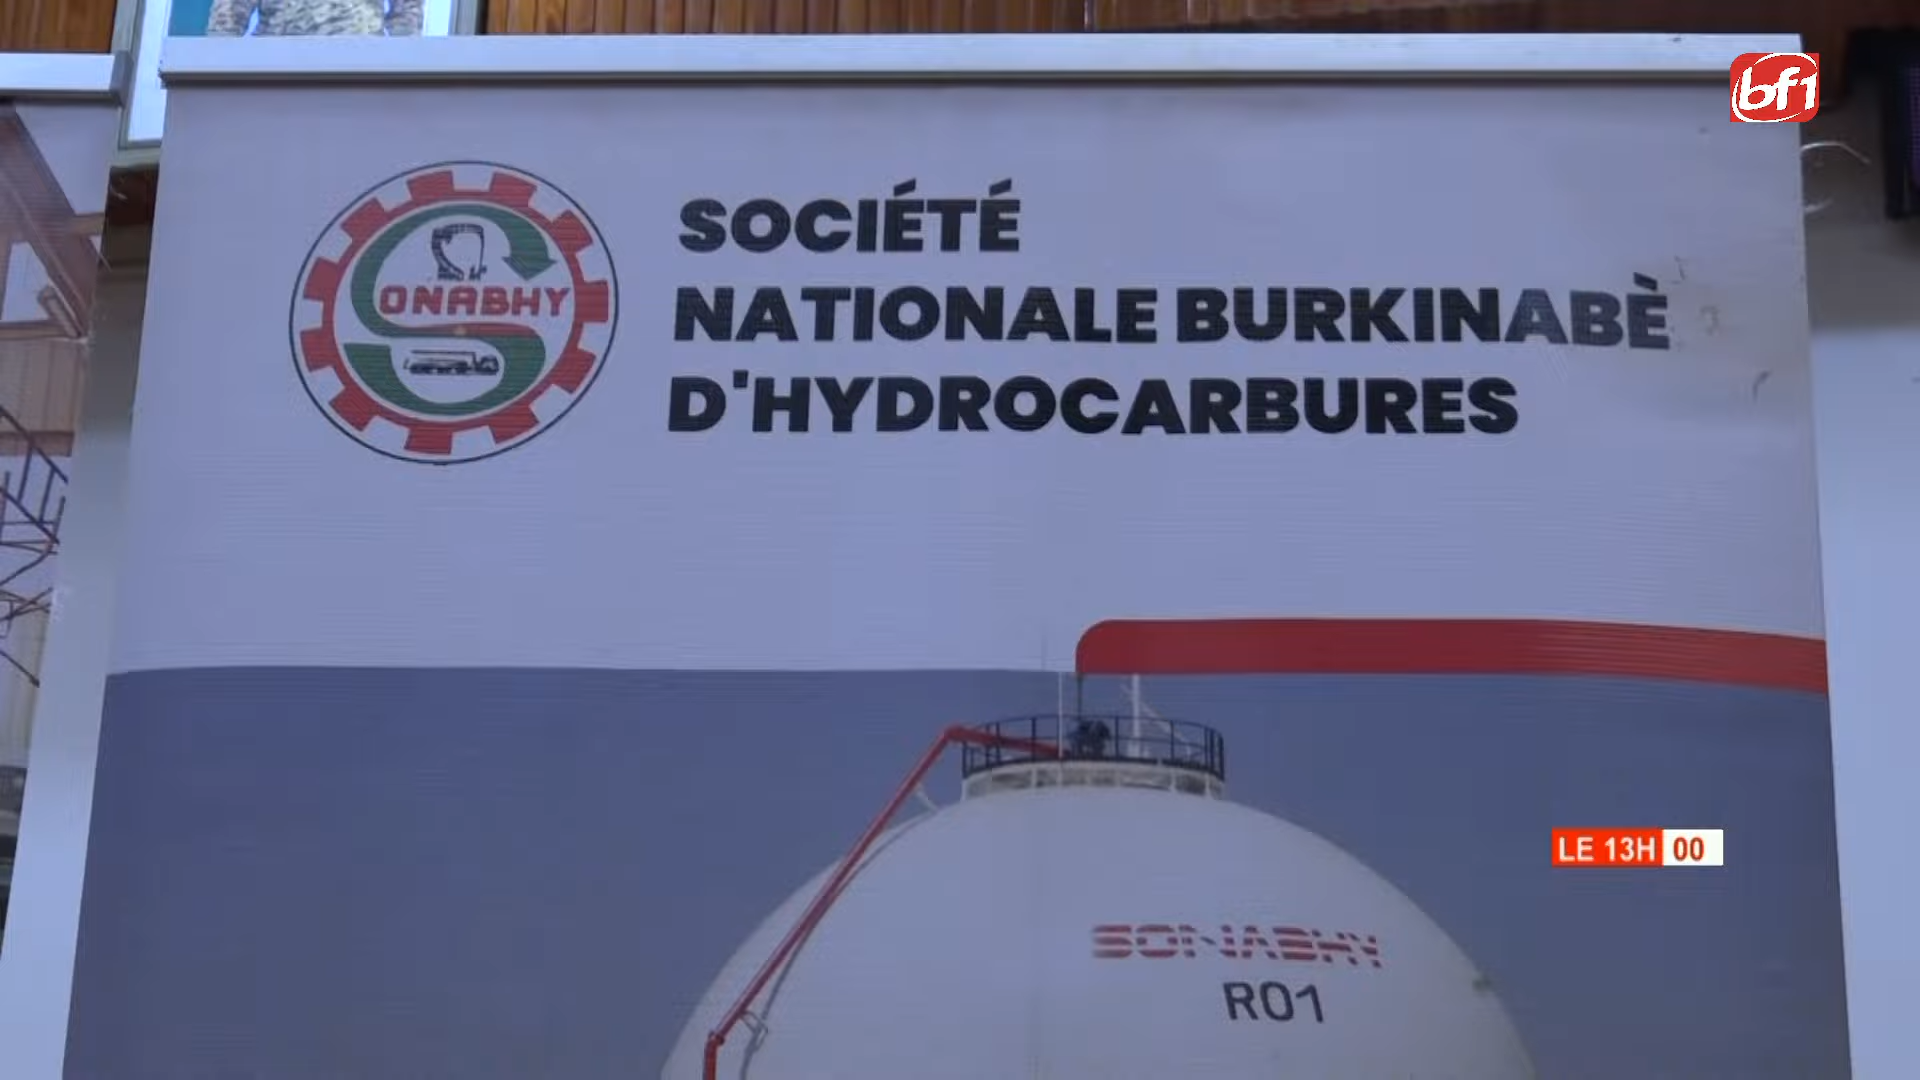 bf1
SONABHY
SOCIÉTÉ
NATIONALE BURKINABÈ
D'HYDROCARBURES
LE 13H 00
SONABHY
R01